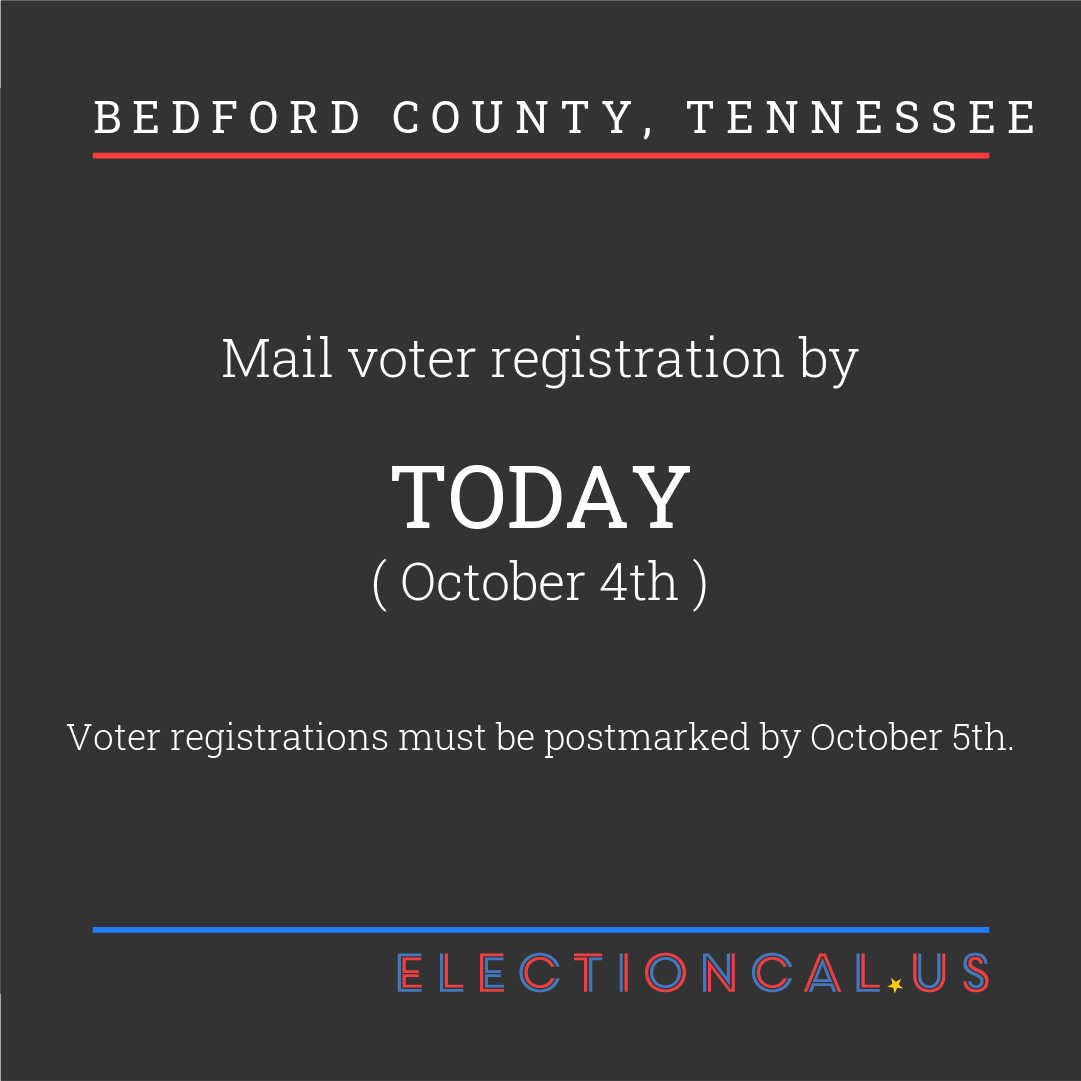 BEDFORD COUNTY, TENNESSEE
Mail voter registration by
TODAY
( October 4th )
Voter registrations must be postmarked by October 5th.
ELECTIONCAL.US